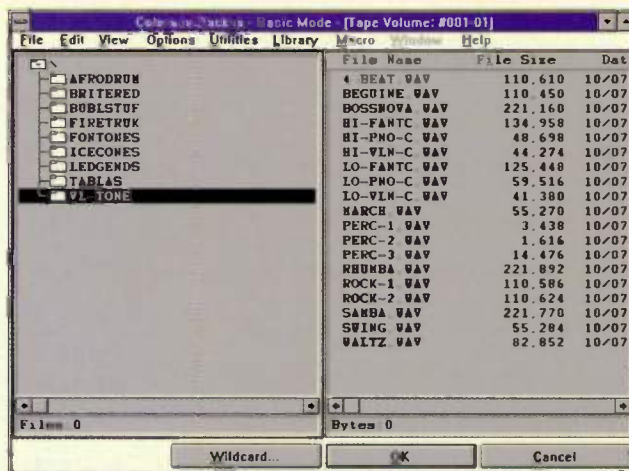 Colorado Backup - Basic Mode - [Tape Volume: #001-01]
File Edit View Options Utilities Library Macro Window Help
\
AFRODRUM
BRITERED
BUBLSTUF
FIRETRUK
FONTONES
ICECONES
LEDGENDS
TABLAS
VL-TONE
File Name File Size Dat
4-BEAT.WAV 110,610 10/07
BEGUINE.WAV 110,450 10/07
BOSSNOVA.WAV 221,160 10/07
HI-FANTC.WAV 134,958 10/07
HI-PNO-C.WAV 48,698 10/07
HI-VLN-C.WAV 44,274 10/07
LO-FANTC.WAV 125,448 10/07
LO-PNO-C.WAV 59,516 10/07
LO-VLN-C.WAV 41,380 10/07
MARCH.WAV 55,270 10/07
PERC-1.WAV 3,438 10/07
PERC-2.WAV 1,616 10/07
PERC-3.WAV 14,476 10/07
RHUMBA.WAV 221,892 10/07
ROCK-1.WAV 110,586 10/07
ROCK-2.WAV 110,624 10/07
SAMBA.WAV 221,770 10/07
SWING.WAV 55,284 10/07
WALTZ.WAV 82,852 10/07
Files 0
Bytes 0
Wildcard... OK Cancel